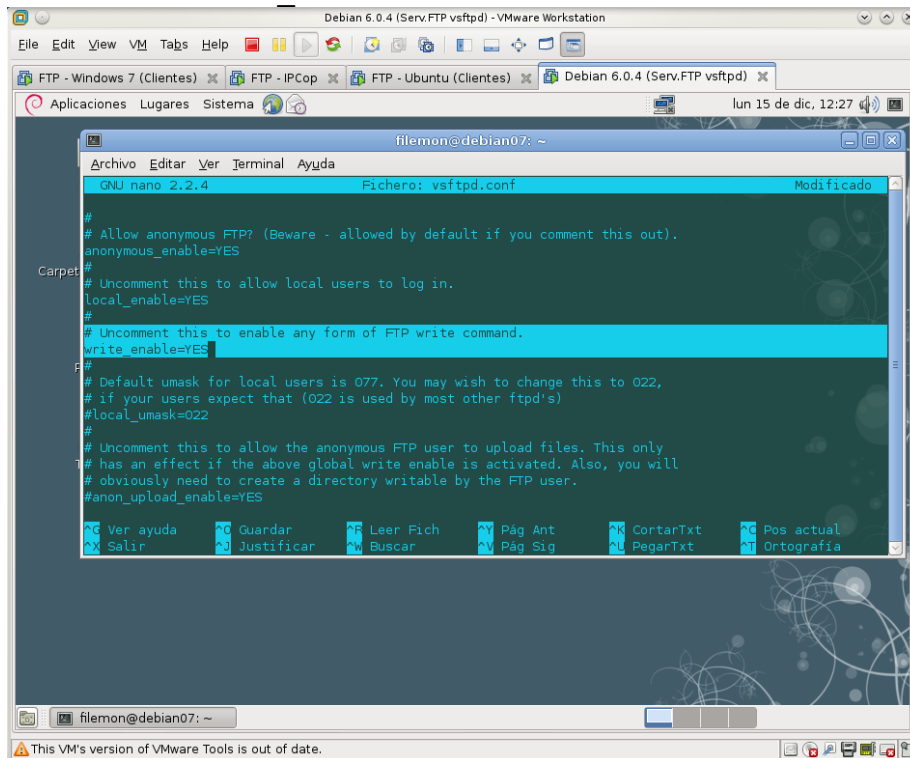 Debian 6.0.4 (Serv.FTP vsftpd) - VMware Workstation
File Edit View VM Tabs Help
FTP - Windows 7 (Clientes) FTP - IPCop FTP - Ubuntu (Clientes) Debian 6.0.4 (Serv.FTP vsftpd)
Aplicaciones Lugares Sistema lun 15 de dic, 12:27
filemon@debian07: ~
Archivo Editar Ver Terminal Ayuda
GNU nano 2.2.4 Fichero: vsftpd.conf Modificado
#
# Allow anonymous FTP? (Beware - allowed by default if you comment this out).
anonymous_enable=YES
#
Carpet
# Uncomment this to allow local users to log in.
local_enable=YES
#
# Uncomment this to enable any form of FTP write command.
write_enable=YES
#
# Default umask for local users is 077. You may wish to change this to 022,
# if your users expect that (022 is used by most other ftpd's)
#local_umask=022
#
# Uncomment this to allow the anonymous FTP user to upload files. This only
# has an effect if the above global write enable is activated. Also, you will
# obviously need to create a directory writable by the FTP user.
#anon_upload_enable=YES
^G Ver ayuda ^O Guardar ^R Leer Fich ^Y Pág Ant ^K CortarTxt ^C Pos actual
^X Salir ^J Justificar ^W Buscar ^V Pág Sig ^U PegarTxt ^T Ortografía
filemon@debian07: ~
This VM's version of VMware Tools is out of date.